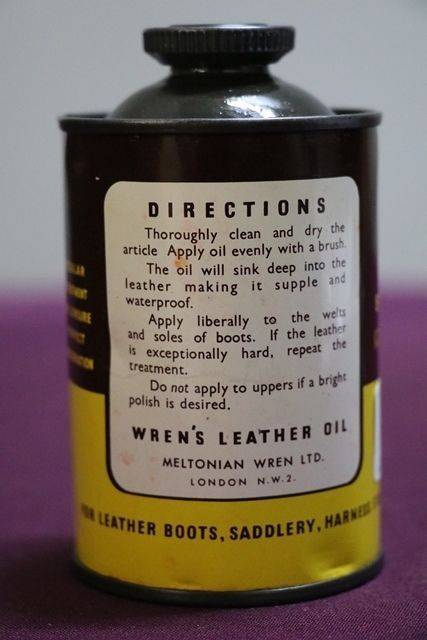 DIRECTIONS
Thoroughly clean and dry the
article Apply oil evenly with a brush.
The oil will sink deep into the
leather making it supple and
waterproof.
Apply liberally to the welts
and soles of boots. If the leather
is exceptionally hard, repeat the
treatment.
Do not apply to uppers if a bright
polish is desired.
WREN'S LEATHER OIL
MELTONIAN WREN LTD.
LONDON N.W.2.
LEATHER BOOTS, SADDLERY, HARNESS